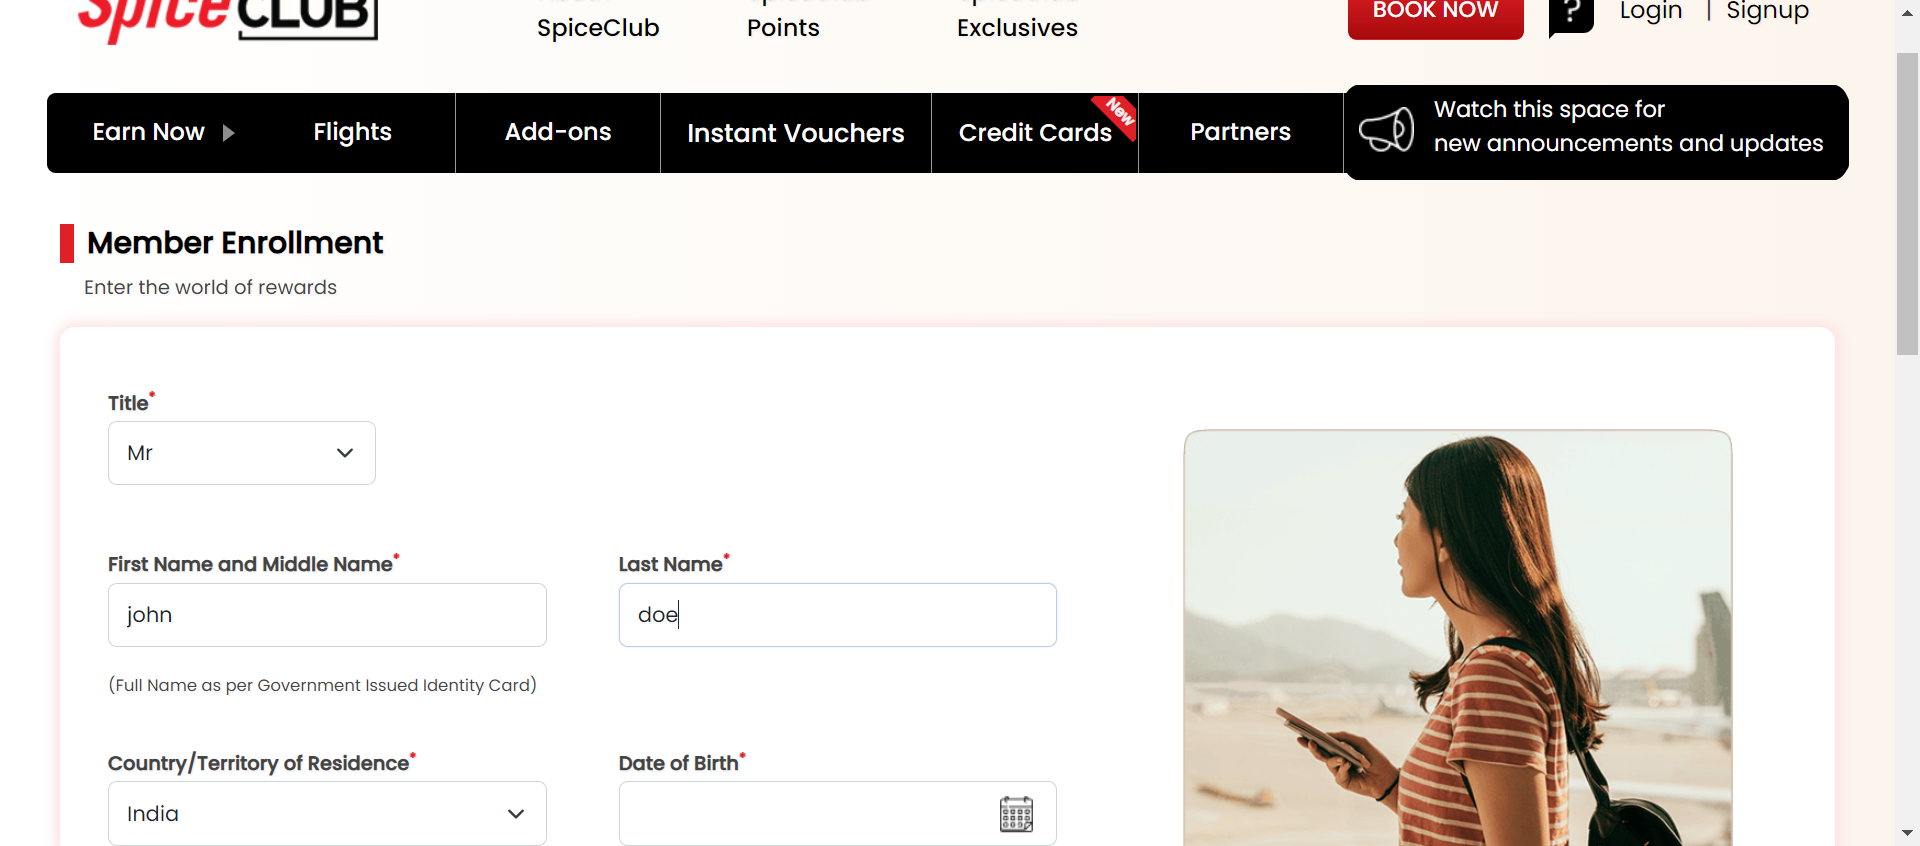 Spice CLUB
SpiceClub
Points
Exclusives
BOOK NOW
?
Login | Signup
Earn Now
Flights
Add-ons
Instant Vouchers
Credit Cards
New
Partners
Watch this space for
new announcements and updates
Member Enrollment
Enter the world of rewards
Title*
Mr
First Name and Middle Name*
Last Name*
john
doe
(Full Name as per Government Issued Identity Card)
Country/Territory of Residence*
Date of Birth*
India